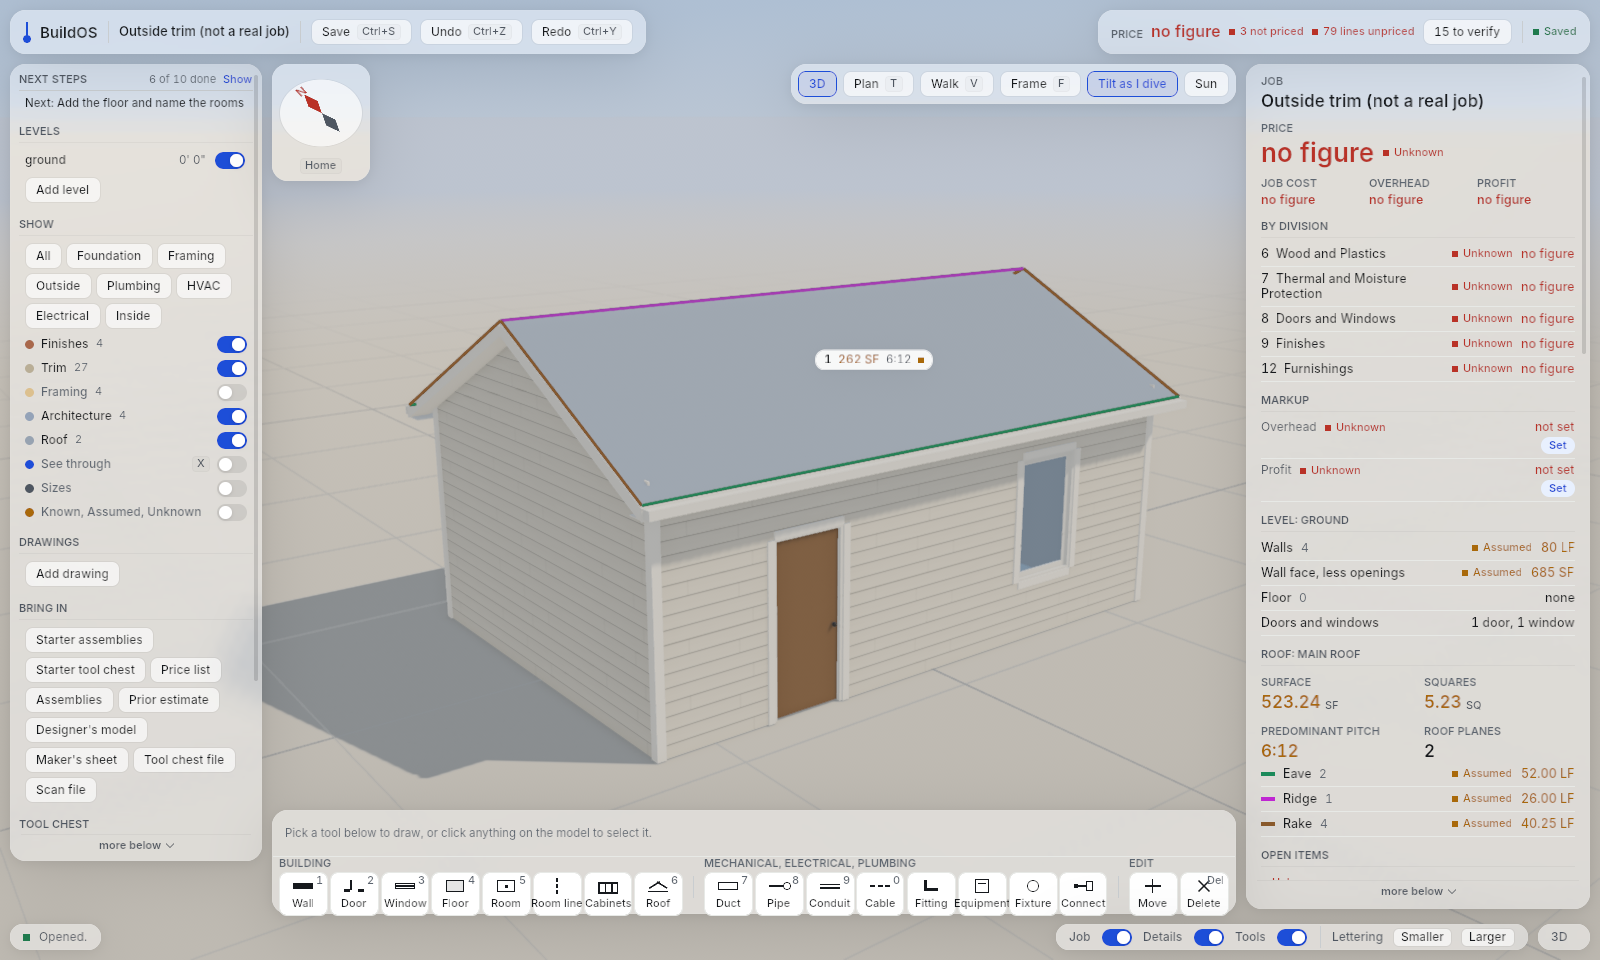 BuildOS Outside trim (not a real job) Save Ctrl+S Undo Ctrl+Z Redo Ctrl+Y
PRICE no figure 3 not priced 79 lines unpriced 15 to verify Saved
NEXT STEPS 6 of 10 done Show
Next: Add the floor and name the rooms
LEVELS
ground 0' 0"
Add level
SHOW
All Foundation Framing
Outside Plumbing HVAC
Electrical Inside
Finishes 4
Trim 27
Framing 4
Architecture 4
Roof 2
See through X
Sizes
Known, Assumed, Unknown
DRAWINGS
Add drawing
BRING IN
Starter assemblies
Starter tool chest Price list
Assemblies Prior estimate
Designer's model
Maker's sheet Tool chest file
Scan file
TOOL CHEST
more below
N
Home
3D Plan T Walk V Frame F Tilt as I dive Sun
1 262 SF 6:12
Pick a tool below to draw, or click anything on the model to select it.
BUILDING
1 2 3 4 5 6
Wall Door Window Floor Room Room line Cabinets Roof
MECHANICAL, ELECTRICAL, PLUMBING
7 8 9 0
Duct Pipe Conduit Cable Fitting Equipment Fixture Connect
EDIT
Del
Move Delete
JOB
Outside trim (not a real job)
PRICE
no figure Unknown
JOB COST OVERHEAD PROFIT
no figure no figure no figure
BY DIVISION
6 Wood and Plastics Unknown no figure
7 Thermal and Moisture
Protection Unknown no figure
8 Doors and Windows Unknown no figure
9 Finishes Unknown no figure
12 Furnishings Unknown no figure
MARKUP
Overhead Unknown not set
Set
Profit Unknown not set
Set
LEVEL: GROUND
Walls 4 Assumed 80 LF
Wall face, less openings Assumed 685 SF
Floor 0 none
Doors and windows 1 door, 1 window
ROOF: MAIN ROOF
SURFACE SQUARES
523.24 SF 5.23 SQ
PREDOMINANT PITCH ROOF PLANES
6:12 2
Eave 2 Assumed 52.00 LF
Ridge 1 Assumed 26.00 LF
Rake 4 Assumed 40.25 LF
OPEN ITEMS
more below
Opened.
Job Details Tools Lettering Smaller Larger 3D